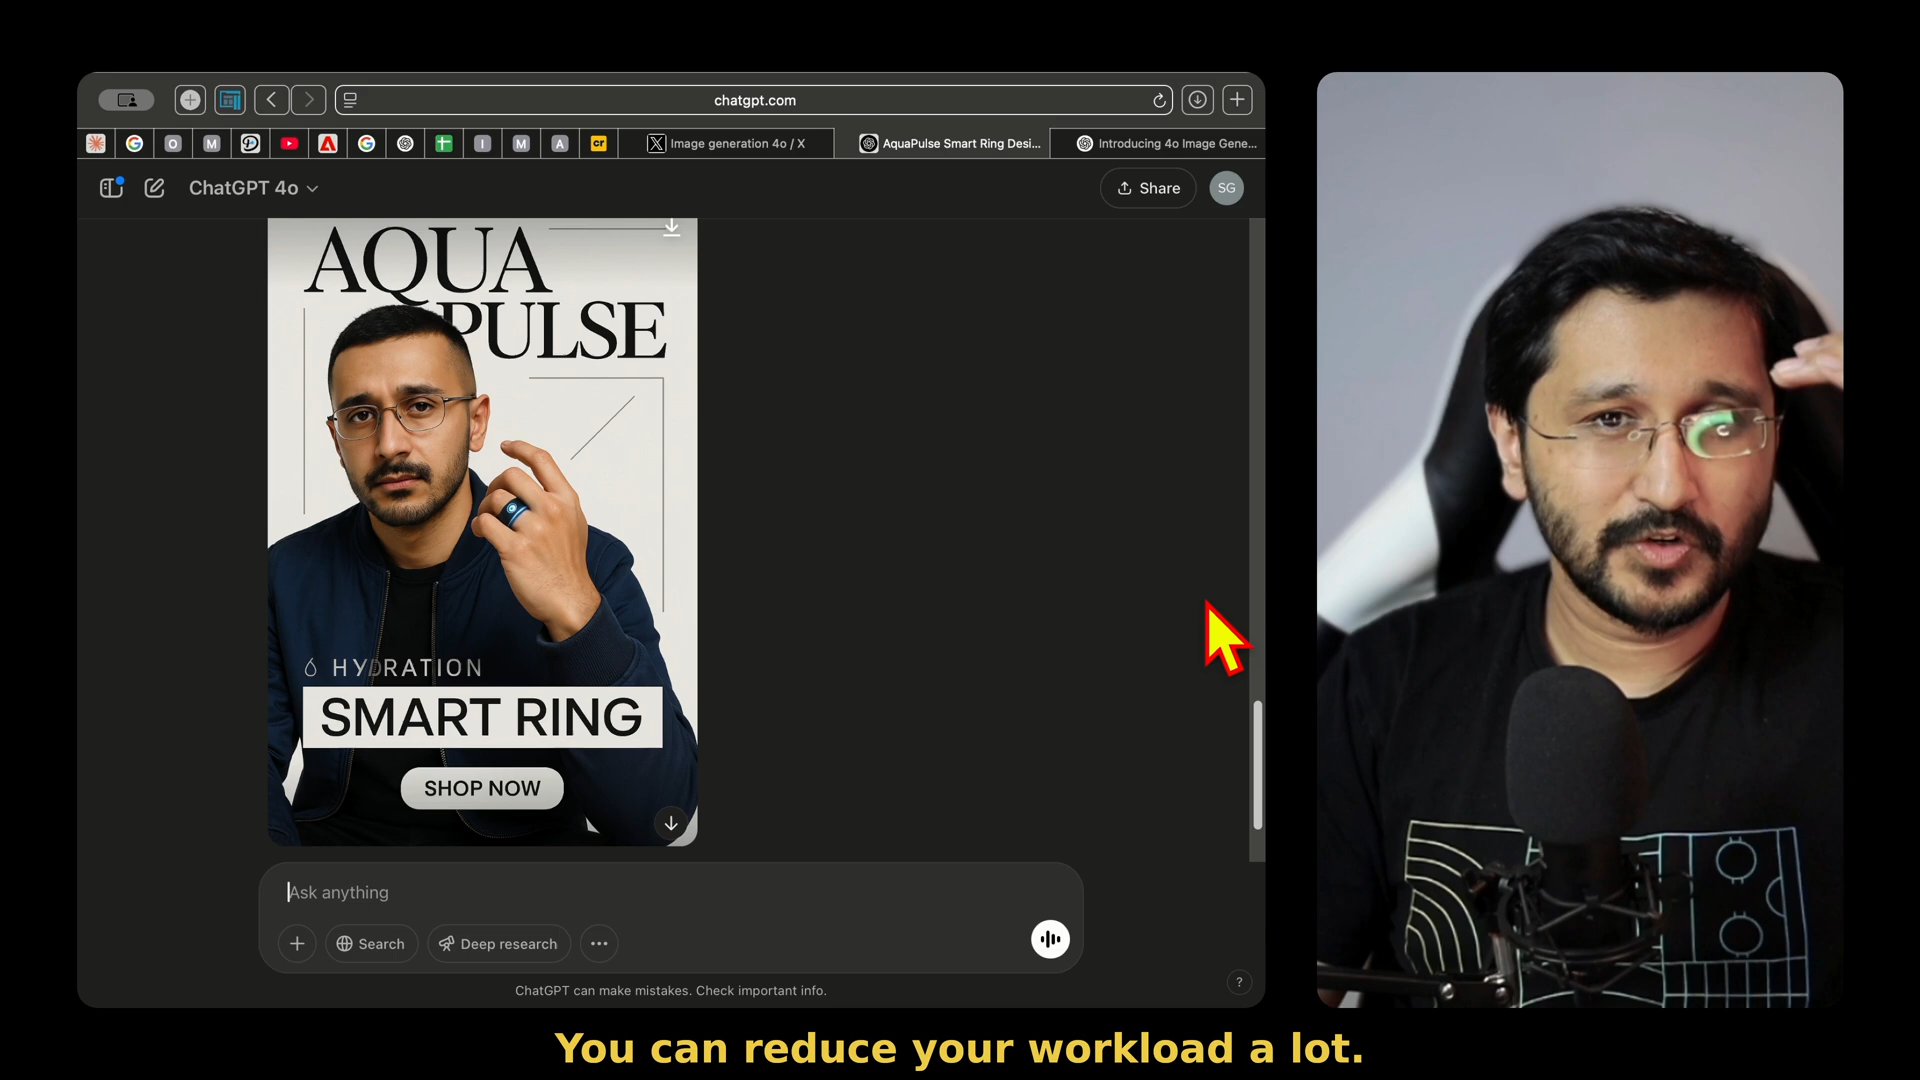 chatgpt.com
O
M
I
M
A
cr
Image generation 4o / X
AquaPulse Smart Ring Desi...
Introducing 4o Image Gene...
ChatGPT 4o
Share
SG
AQUA
PULSE
HYDRATION
SMART RING
SHOP NOW
Ask anything
Search
Deep research
ChatGPT can make mistakes. Check important info.
?
You can reduce your workload a lot.